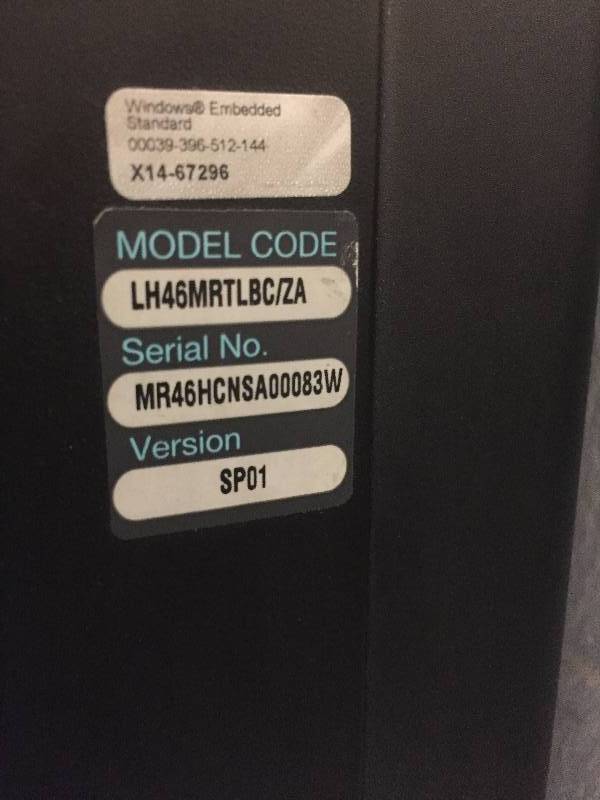 Windows® Embedded
Standard
00039-396-512-144
X14-67296
MODEL CODE
LH46MRTLBC/ZA
Serial No.
MR46HCNSA00083W
Version
SP01